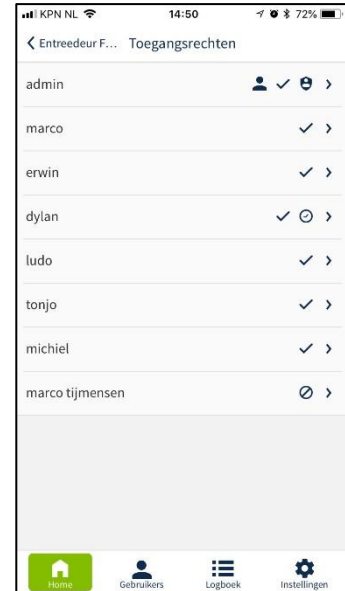 KPN NL 14:50 72%
Entreedeur F... Toegangsrechten
admin
marco
erwin
dylan
ludo
tonjo
michiel
marco tijmensen
Home Gebruikers Logboek Instellingen